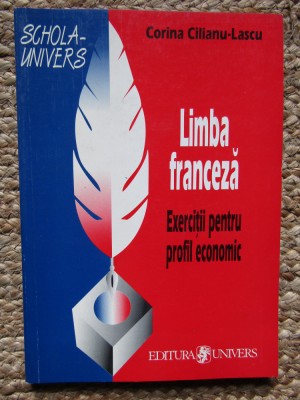 SCHOLA-
UNIVERS
Corina Cilianu-Lascu
Limba
franceză
Exerciții pentru
profil economic
EDITURA UNIVERS